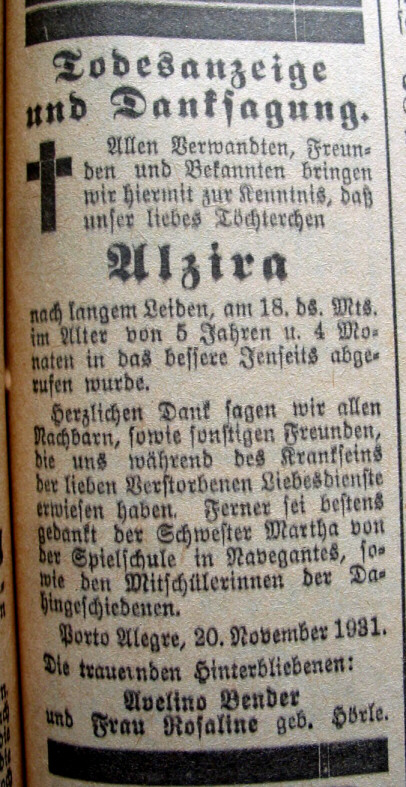 Todesanzeige
und Danksagung.
Allen Verwandten, Freun-
den und Bekannten bringen
wir hiermit zur Kenntnis, daß
unser liebes Töchterchen
Alzira
nach langem Leiden, am 18. ds. Mts.
im Alter von 5 Jahren u. 4 Mo-
naten in das bessere Jenseits abge-
rufen wurde.
Herzlichen Dank sagen wir allen
Nachbarn, sowie sonstigen Freunden,
die uns während des Krankseins
der lieben Verstorbenen Liebesdienste
erwiesen haben. Ferner sei bestens
gedankt der Schwester Martha von
der Spielschule in Navegantes, so-
wie den Mitschülerinnen der Da-
hingeschiedenen.
Porto Alegre, 20. November 1931.
Die trauernden Hinterbliebenen:
Avelino Bender
und Frau Rosaline geb. Hörle.